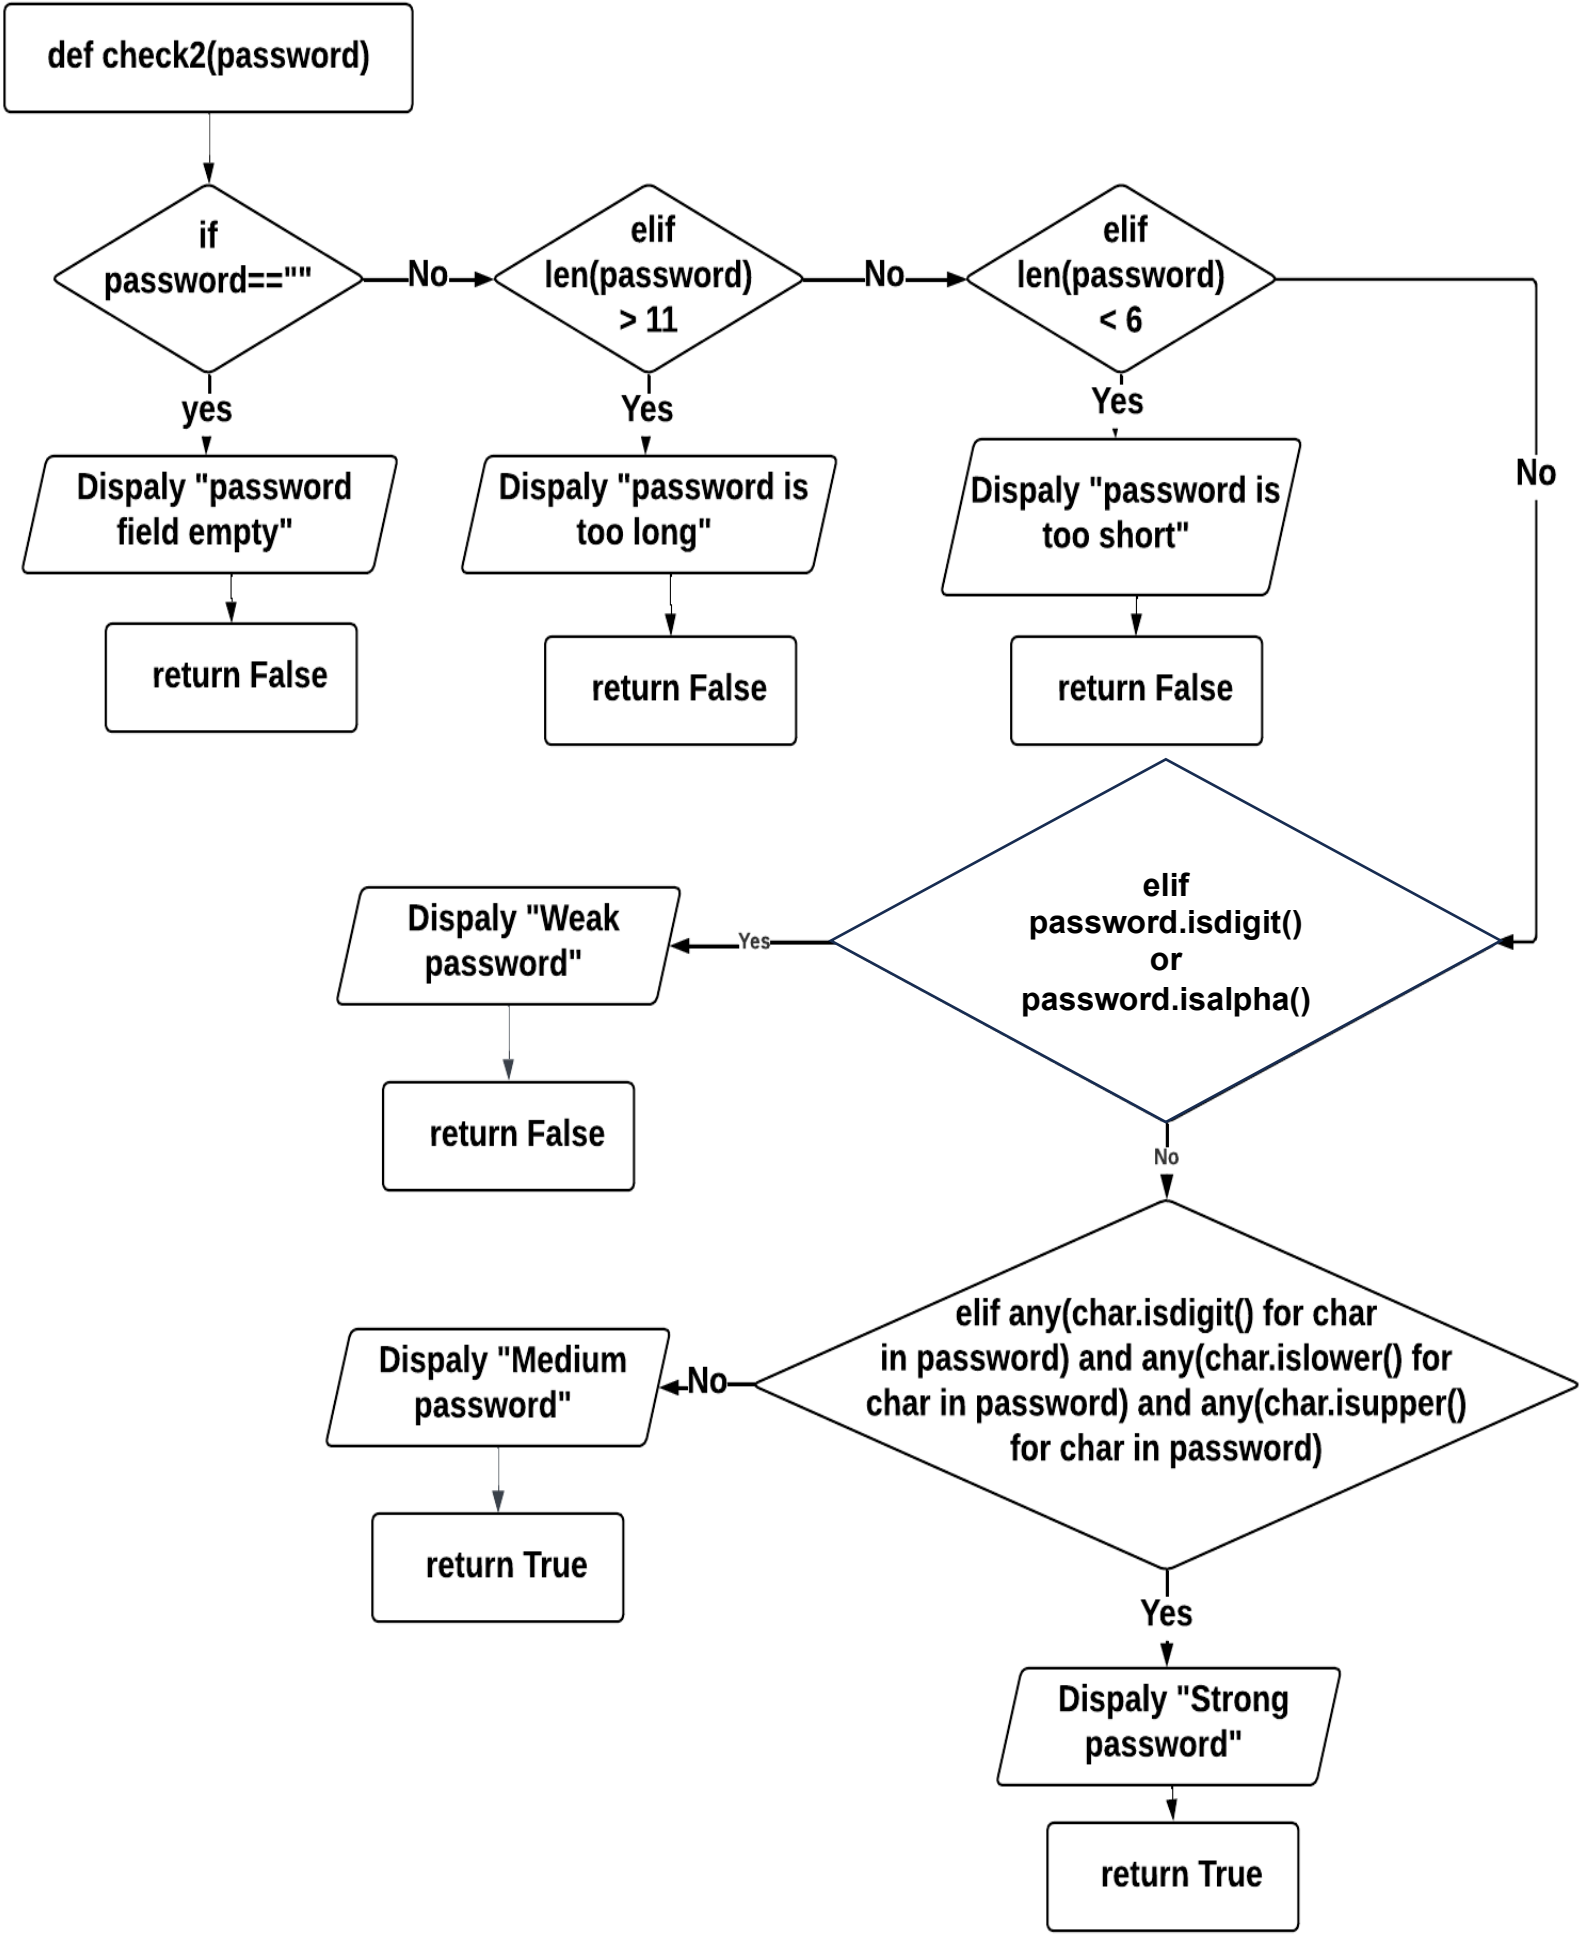 def check2(password)
if
password==""
No
elif
len(password)
> 11
No
elif
len(password)
< 6
yes
Yes
Yes
No
Dispaly "password
field empty"
Dispaly "password is
too long"
Dispaly "password is
too short"
return False
return False
return False
elif
password.isdigit()
or
password.isalpha()
Yes
Dispaly "Weak
password"
return False
No
elif any(char.isdigit() for char
in password) and any(char.islower() for
char in password) and any(char.isupper()
for char in password)
No
Dispaly "Medium
password"
return True
Yes
Dispaly "Strong
password"
return True